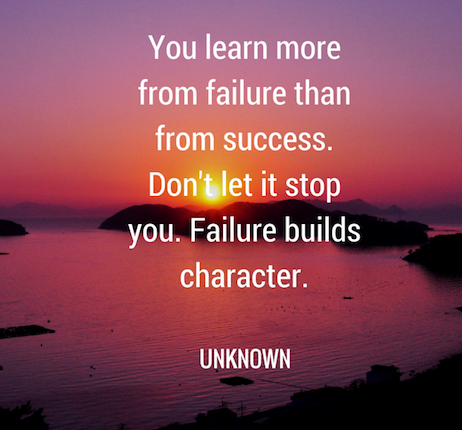 You learn more
from failure than
from success.
Don't let it stop
you. Failure builds
character.
UNKNOWN